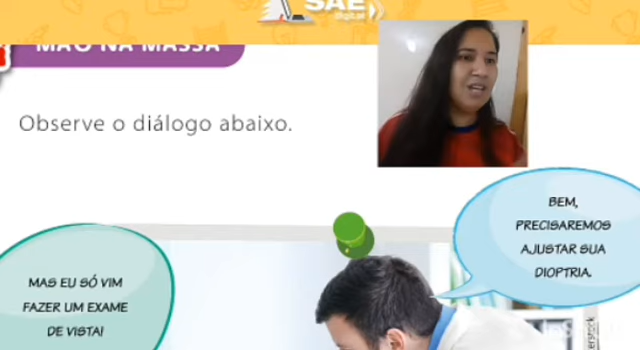 SAE
digital
MÃO NA MASSA
Observe o diálogo abaixo.
BEM,
PRECISAREMOS
AJUSTAR SUA
DIOPTRIA.
MAS EU SÓ VIM
FAZER UM EXAME
DE VISTA!